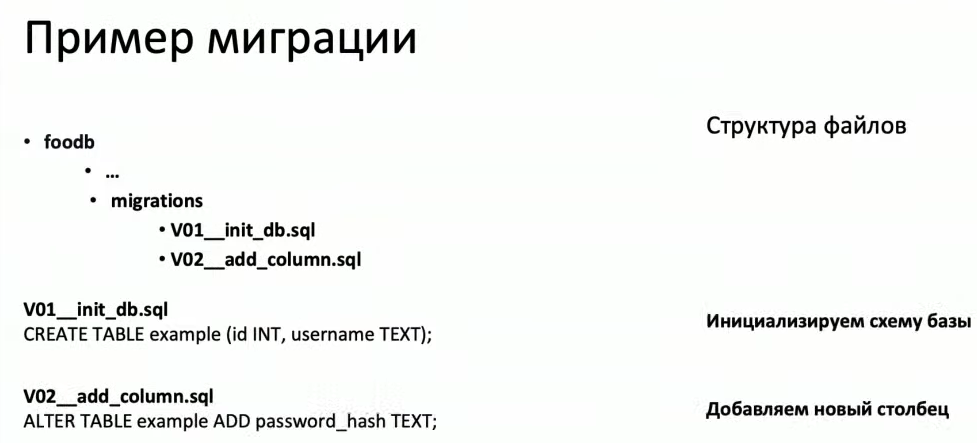 Пример миграции
Структура файлов
• foodb
• ...
• migrations
• V01__init_db.sql
• V02__add_column.sql
V01__init_db.sql
CREATE TABLE example (id INT, username TEXT);
Инициализируем схему базы
V02__add_column.sql
ALTER TABLE example ADD password_hash TEXT;
Добавляем новый столбец